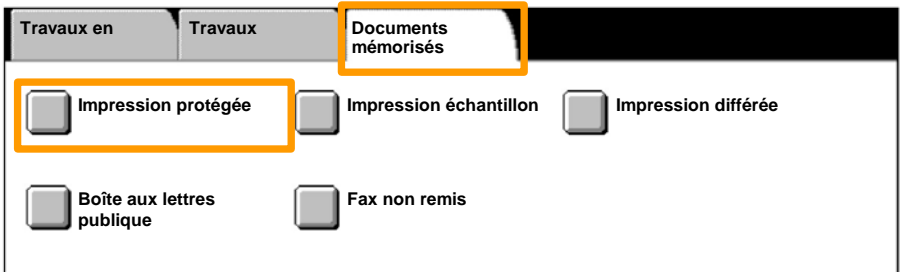 Travaux en Travaux Documents
mémorisés
Impression protégée Impression échantillon Impression différée
Boîte aux lettres Fax non remis
publique